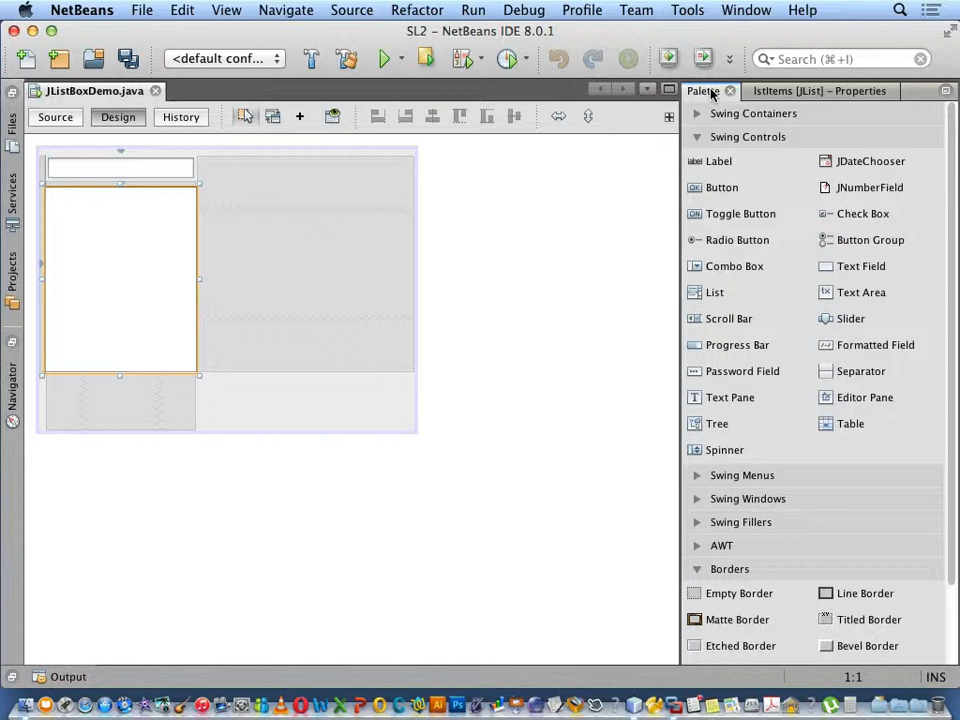 NetBeans File Edit View Navigate Source Refactor Run Debug Profile Team Tools Window Help
SL2 - NetBeans IDE 8.0.1
<default conf... Search (⌘+I)
JListBoxDemo.java
Palette lstItems [JList] - Properties
Source Design History
Files
Services
Projects
Navigator
Swing Containers
Swing Controls
Label JDateChooser
Button JNumberField
Toggle Button Check Box
Radio Button Button Group
Combo Box Text Field
List Text Area
Scroll Bar Slider
Progress Bar Formatted Field
Password Field Separator
Text Pane Editor Pane
Tree Table
Spinner
Swing Menus
Swing Windows
Swing Fillers
AWT
Borders
Empty Border Line Border
Matte Border Titled Border
Etched Border Bevel Border
Output 1:1 INS